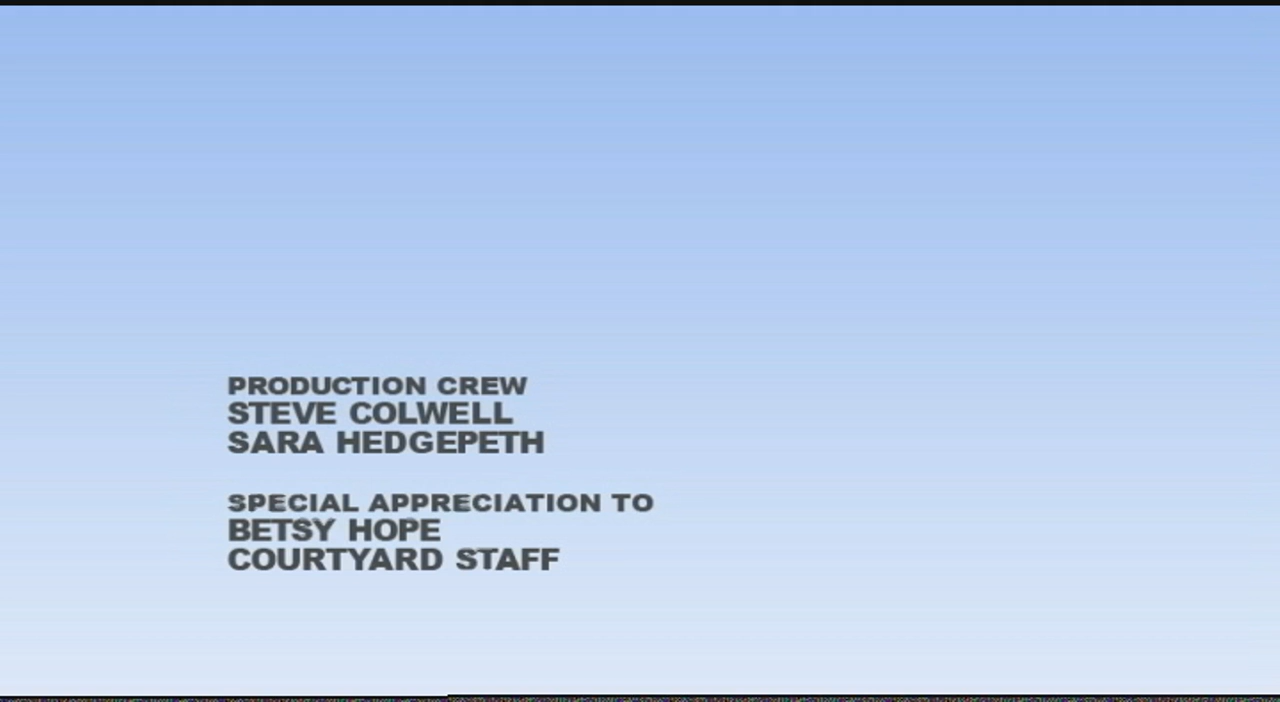 PRODUCTION CREW
STEVE COLWELL
SARA HEDGEPETH
SPECIAL APPRECIATION TO
BETSY HOPE
COURTYARD STAFF